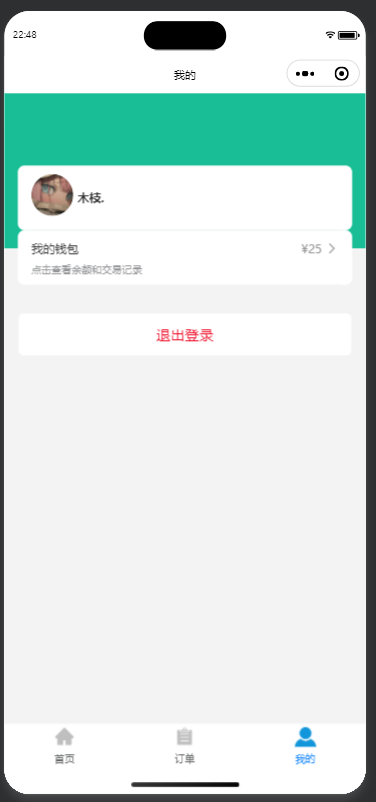 22:48
我的
木枝.
我的钱包 ¥25
点击查看余额和交易记录
退出登录
首页 订单 我的